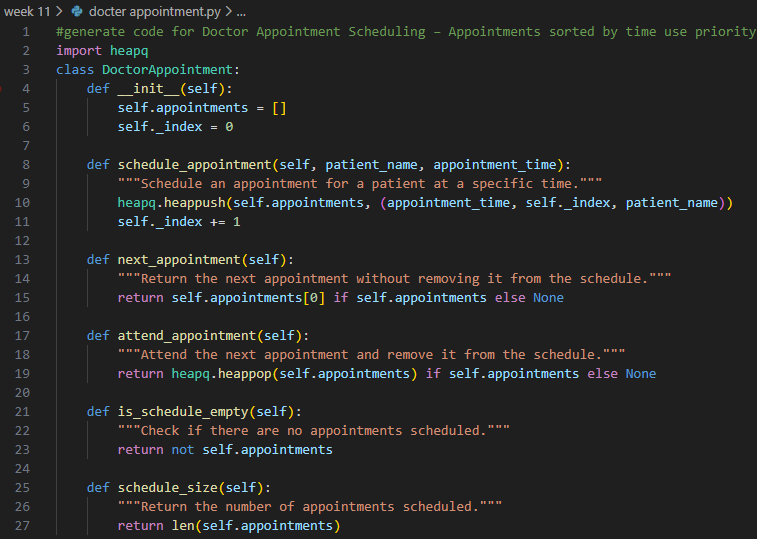 week 11 > docter appointment.py > ...
1 #generate code for Doctor Appointment Scheduling – Appointments sorted by time use priority
2 import heapq
3 class DoctorAppointment:
4     def __init__(self):
5         self.appointments = []
6         self._index = 0
7
8     def schedule_appointment(self, patient_name, appointment_time):
9         """Schedule an appointment for a patient at a specific time."""
10         heapq.heappush(self.appointments, (appointment_time, self._index, patient_name))
11         self._index += 1
12
13     def next_appointment(self):
14         """Return the next appointment without removing it from the schedule."""
15         return self.appointments[0] if self.appointments else None
16
17     def attend_appointment(self):
18         """Attend the next appointment and remove it from the schedule."""
19         return heapq.heappop(self.appointments) if self.appointments else None
20
21     def is_schedule_empty(self):
22         """Check if there are no appointments scheduled."""
23         return not self.appointments
24
25     def schedule_size(self):
26         """Return the number of appointments scheduled."""
27         return len(self.appointments)